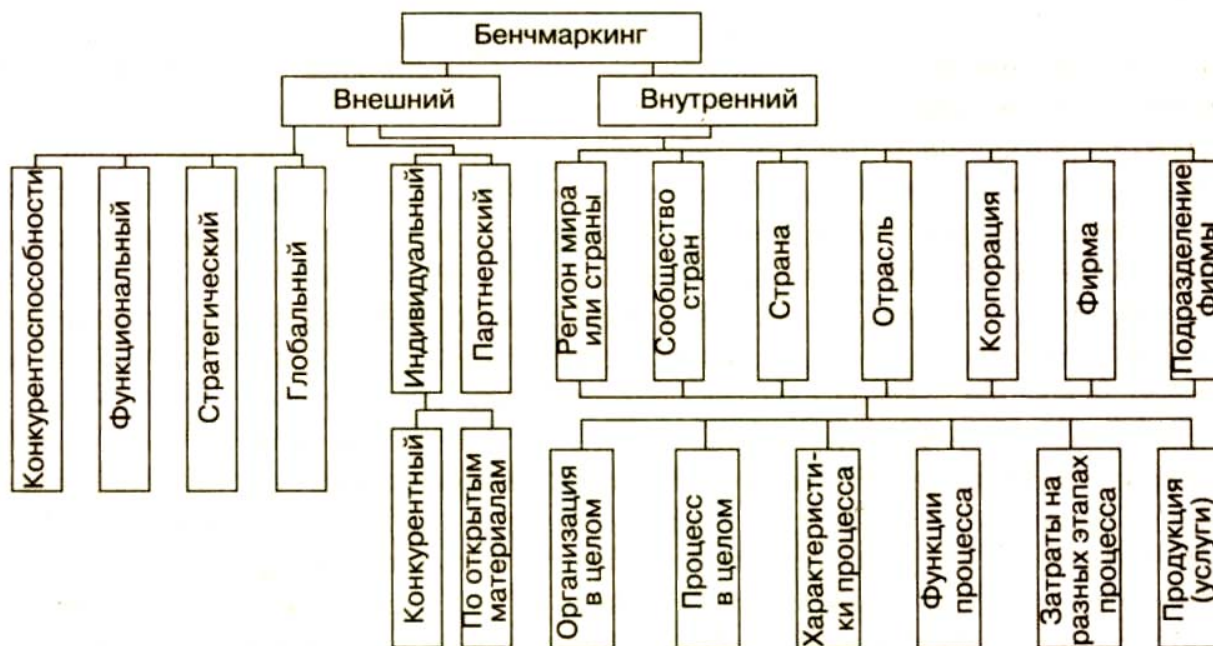 Бенчмаркинг
Внешний
Внутренний
Конкурентоспособности
Функциональный
Стратегический
Глобальный
Индивидуальный
Партнерский
Регион мира
или страны
Сообщество
стран
Страна
Отрасль
Корпорация
Фирма
Подразделение
фирмы
Конкурентный
По открытым
материалам
Организация
в целом
Процесс
в целом
Характеристи-
ки процесса
Функции
процесса
Затраты на
разных этапах
процесса
Продукция
(услуги)